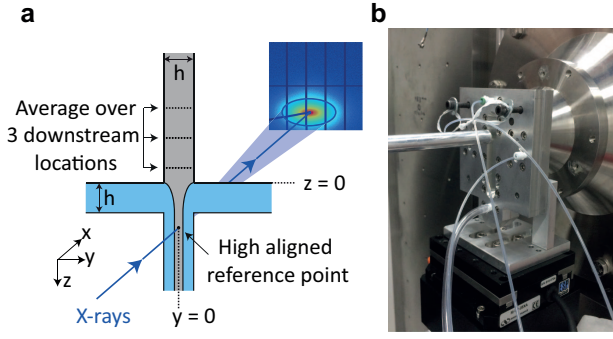 a
b
h
Average over
3 downstream
locations
h
z = 0
x
y
z
High aligned
reference point
X-rays
y = 0